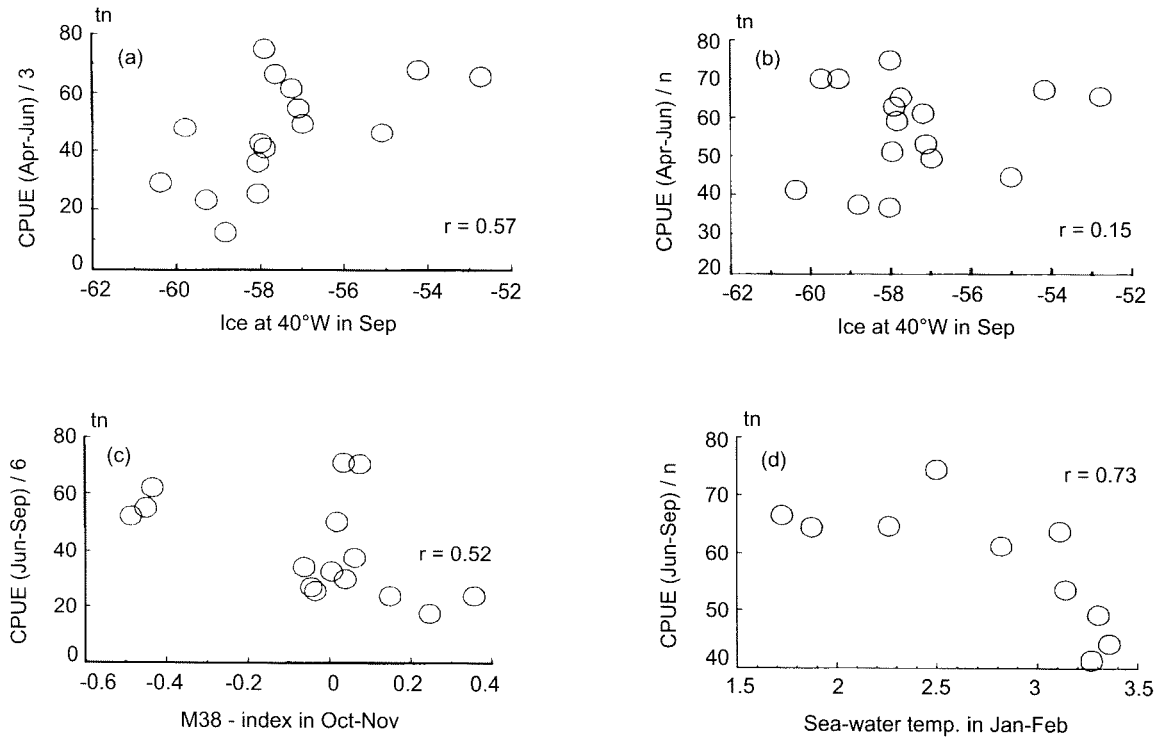 tn
(a)
CPUE (Apr-Jun) / 3
80
60
40
20
0
-62 -60 -58 -56 -54 -52
r = 0.57
Ice at 40°W in Sep
tn
(b)
CPUE (Apr-Jun) / n
80
70
60
50
40
30
20
-62 -60 -58 -56 -54 -52
r = 0.15
Ice at 40°W in Sep
tn
(c)
CPUE (Jun-Sep) / 6
80
60
40
20
0
-0.6 -0.4 -0.2 0 0.2 0.4
r = 0.52
M38 - index in Oct-Nov
tn
(d)
CPUE (Jun-Sep) / n
80
70
60
50
40
1.5 2 2.5 3 3.5
r = 0.73
Sea-water temp. in Jan-Feb